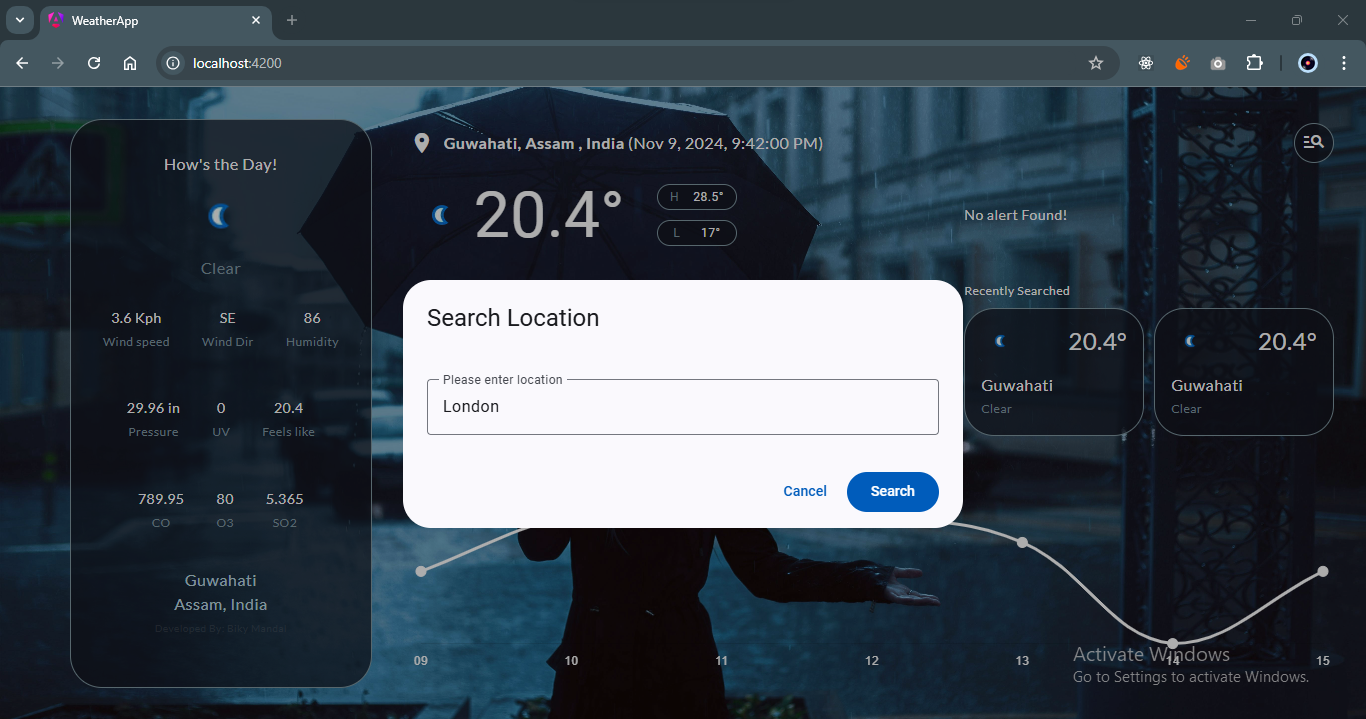 WeatherApp
localhost:4200
How's the Day!
Clear
3.6 Kph SE 86
Wind speed Wind Dir Humidity
29.96 in 0 20.4
Pressure UV Feels like
789.95 80 5.365
CO O3 SO2
Guwahati
Assam, India
Developed By: Biky Mandal
Guwahati, Assam , India (Nov 9, 2024, 9:42:00 PM)
20.4°
H 28.5°
L 17°
No alert Found!
Recently Searched
20.4°
Guwahati
Clear
20.4°
Guwahati
Clear
Search Location
Please enter location
London
Cancel Search
09 10 11 12 13 14 15
Activate Windows
Go to Settings to activate Windows.